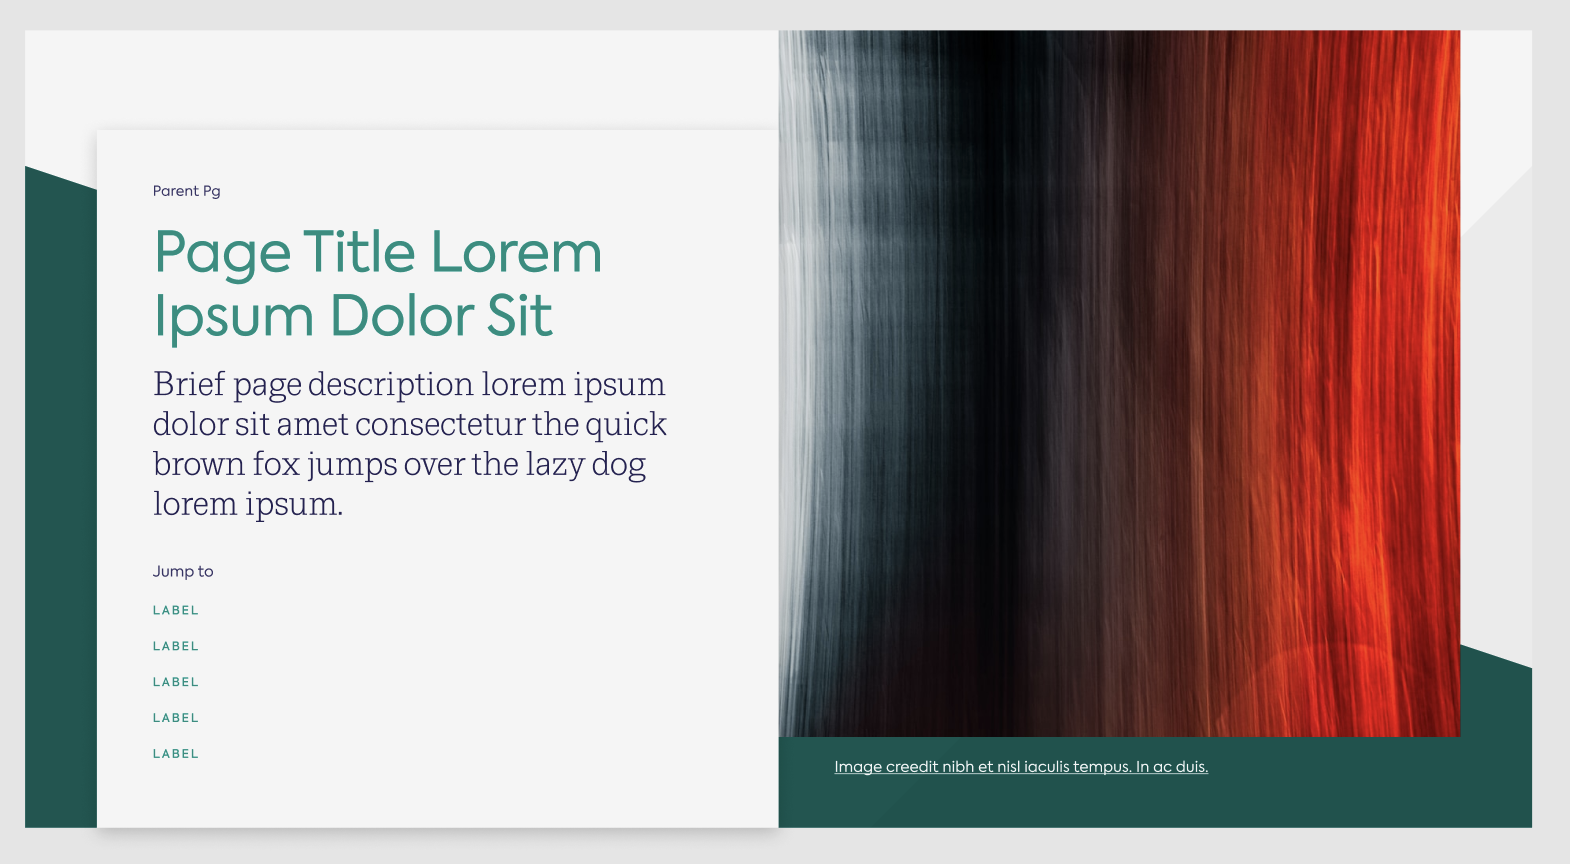 Parent Pg
Page Title Lorem
Ipsum Dolor Sit
Brief page description lorem ipsum
dolor sit amet consectetur the quick
brown fox jumps over the lazy dog
lorem ipsum.
Jump to
LABEL
LABEL
LABEL
LABEL
LABEL
Image creedit nibh et nisl iaculis tempus. In ac duis.